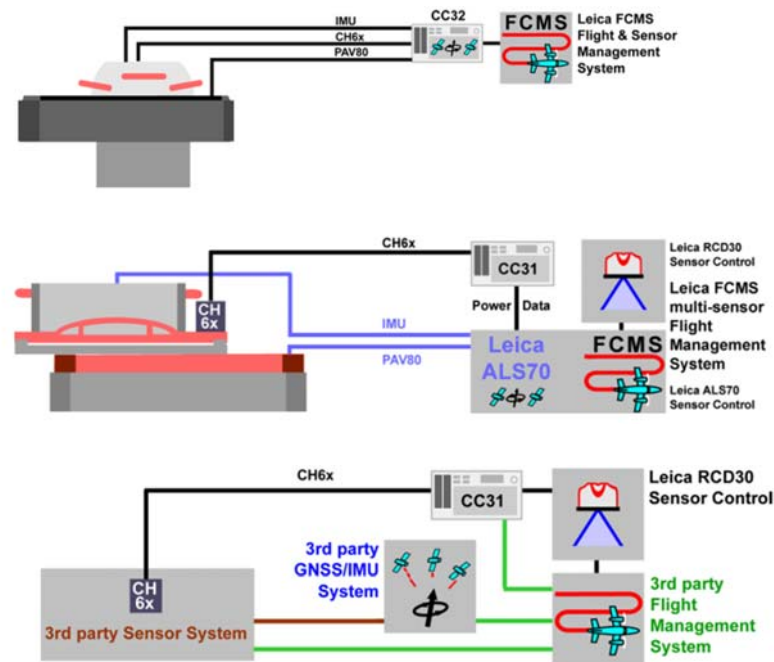 IMU
CH6x
PAV80
CC32
FCMS
Leica FCMS
Flight & Sensor
Management
System
CH6x
CH
6x
IMU
PAV80
CC31
Power Data
Leica
ALS70
FCMS
Leica RCD30
Sensor Control
Leica FCMS
multi-sensor
Flight
Management
System
Leica ALS70
Sensor Control
CH6x
CC31
Leica RCD30
Sensor Control
CH
6x
3rd party Sensor System
3rd party
GNSS/IMU
System
3rd party
Flight
Management
System